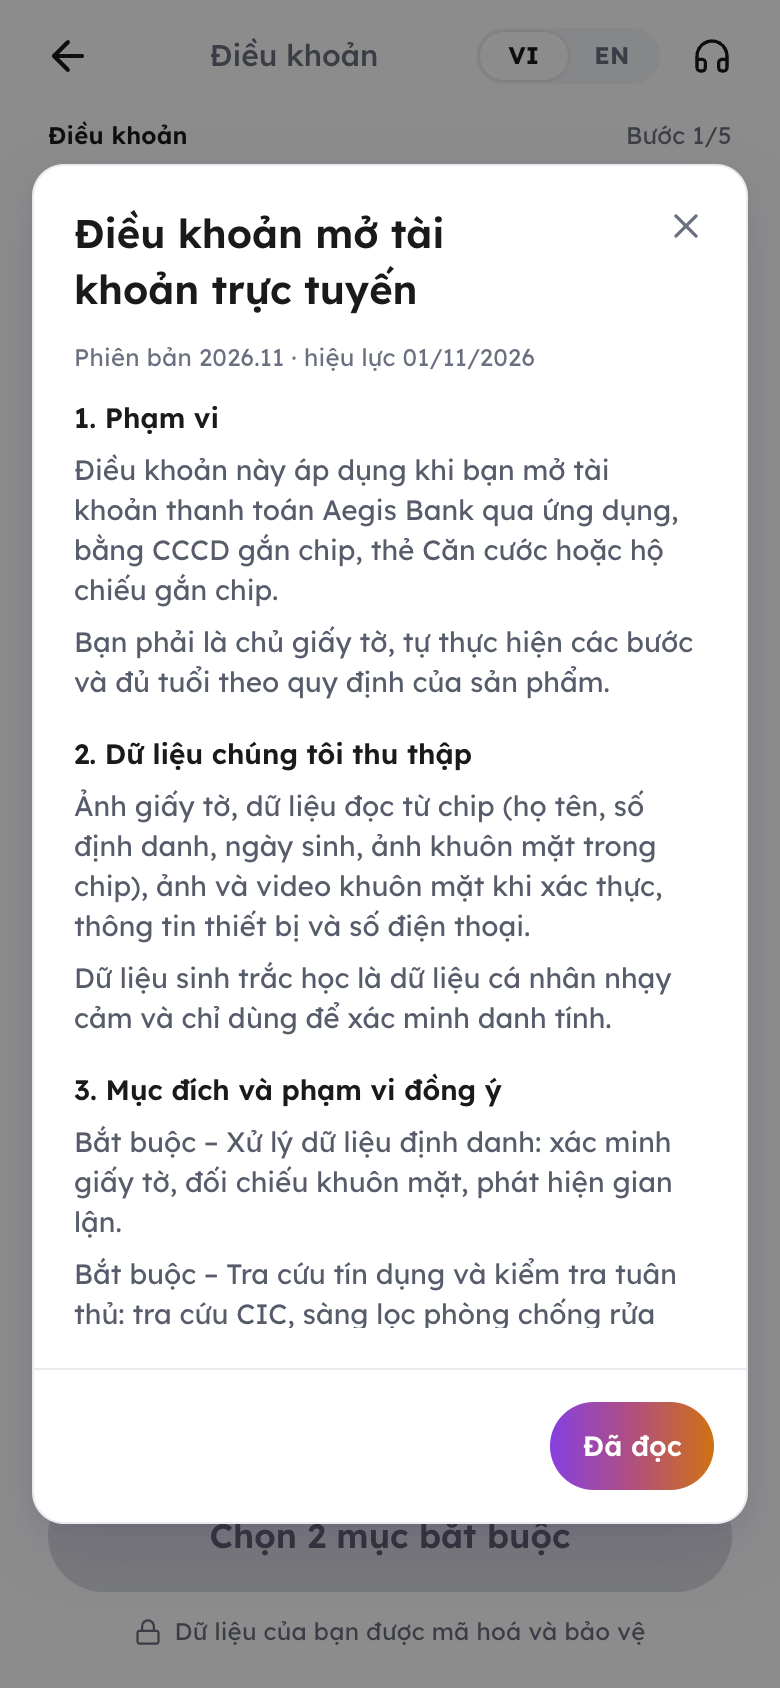 Điều khoản
VI
EN
Điều khoản
Bước 1/5
Điều khoản mở tài
khoản trực tuyến
Phiên bản 2026.11 · hiệu lực 01/11/2026
1. Phạm vi
Điều khoản này áp dụng khi bạn mở tài
khoản thanh toán Aegis Bank qua ứng dụng,
bằng CCCD gắn chip, thẻ Căn cước hoặc hộ
chiếu gắn chip.
Bạn phải là chủ giấy tờ, tự thực hiện các bước
và đủ tuổi theo quy định của sản phẩm.
2. Dữ liệu chúng tôi thu thập
Ảnh giấy tờ, dữ liệu đọc từ chip (họ tên, số
định danh, ngày sinh, ảnh khuôn mặt trong
chip), ảnh và video khuôn mặt khi xác thực,
thông tin thiết bị và số điện thoại.
Dữ liệu sinh trắc học là dữ liệu cá nhân nhạy
cảm và chỉ dùng để xác minh danh tính.
3. Mục đích và phạm vi đồng ý
Bắt buộc – Xử lý dữ liệu định danh: xác minh
giấy tờ, đối chiếu khuôn mặt, phát hiện gian
lận.
Bắt buộc – Tra cứu tín dụng và kiểm tra tuân
thủ: tra cứu CIC, sàng lọc phòng chống rửa
Đã đọc
Chọn 2 mục bắt buộc
Dữ liệu của bạn được mã hoá và bảo vệ